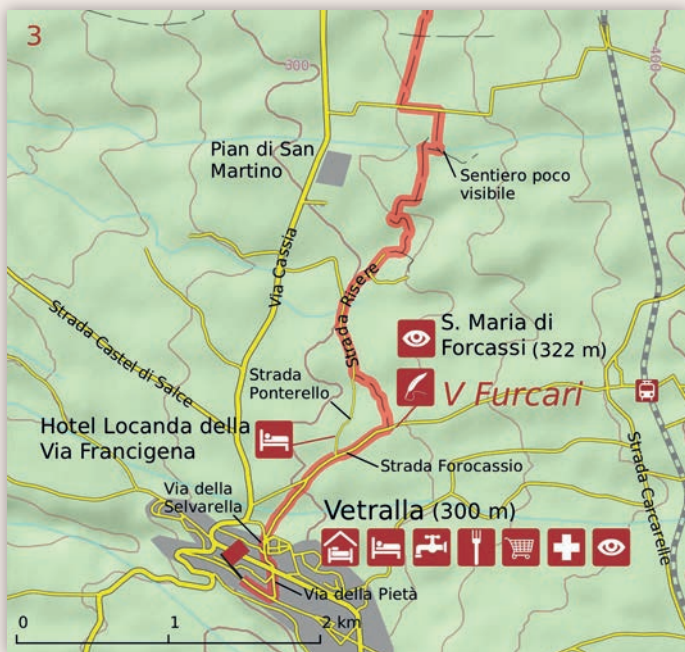 3
300
400
Pian di San
Martino
Sentiero poco
visibile
Via Cassia
Strada Risere
Strada Castel di Salce
S. Maria di
Forcassi (322 m)
Strada
Ponterello
V Furcari
Hotel Locanda della
Via Francigena
Strada Forocassio
Strada Carcarelle
Via della
Selvarella
Vetralla (300 m)
Via della Pietà
0 1 2 km